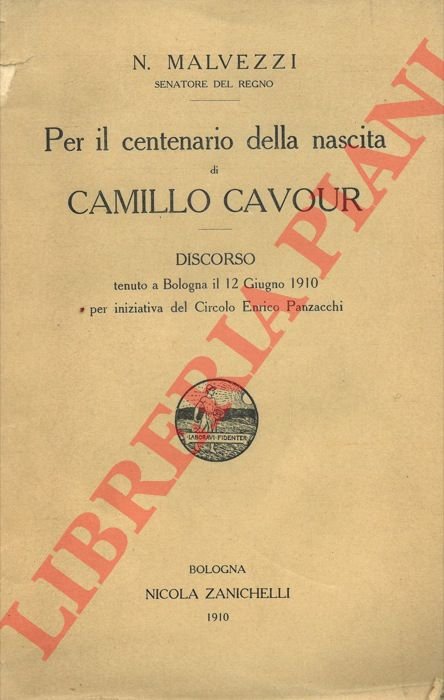 N. MALVEZZI
SENATORE DEL REGNO
Per il centenario della nascita
di
CAMILLO CAVOUR
DISCORSO
tenuto a Bologna il 12 Giugno 1910
per iniziativa del Circolo Enrico Panzacchi
LABORAVI·FIDENTER
BOLOGNA
NICOLA ZANICHELLI
1910
LIBRERIA PIANI